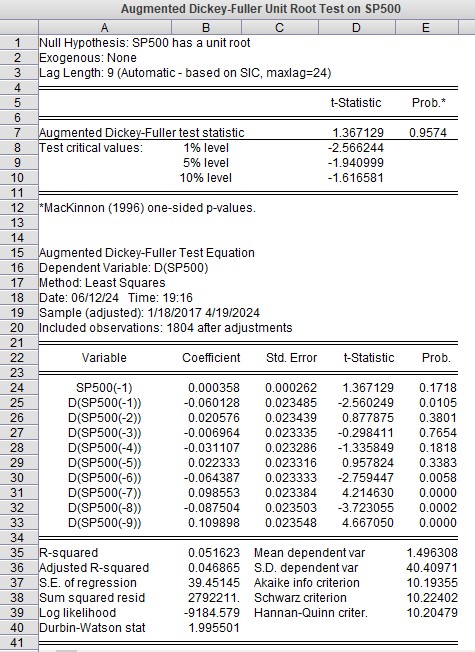 Augmented Dickey-Fuller Unit Root Test on SP500
A B C D E
1 Null Hypothesis: SP500 has a unit root
2 Exogenous: None
3 Lag Length: 9 (Automatic - based on SIC, maxlag=24)
4
5 t-Statistic Prob.*
6
7 Augmented Dickey-Fuller test statistic 1.367129 0.9574
8 Test critical values: 1% level -2.566244
9 5% level -1.940999
10 10% level -1.616581
11
12 *MacKinnon (1996) one-sided p-values.
13
14
15 Augmented Dickey-Fuller Test Equation
16 Dependent Variable: D(SP500)
17 Method: Least Squares
18 Date: 06/12/24 Time: 19:16
19 Sample (adjusted): 1/18/2017 4/19/2024
20 Included observations: 1804 after adjustments
21
22 Variable Coefficient Std. Error t-Statistic Prob.
23
24 SP500(-1) 0.000358 0.000262 1.367129 0.1718
25 D(SP500(-1)) -0.060128 0.023485 -2.560249 0.0105
26 D(SP500(-2)) 0.020576 0.023439 0.877875 0.3801
27 D(SP500(-3)) -0.006964 0.023335 -0.298411 0.7654
28 D(SP500(-4)) -0.031107 0.023286 -1.335849 0.1818
29 D(SP500(-5)) 0.022333 0.023316 0.957824 0.3383
30 D(SP500(-6)) -0.064387 0.023333 -2.759447 0.0058
31 D(SP500(-7)) 0.098553 0.023384 4.214630 0.0000
32 D(SP500(-8)) -0.087504 0.023503 -3.723055 0.0002
33 D(SP500(-9)) 0.109898 0.023548 4.667050 0.0000
34
35 R-squared 0.051623 Mean dependent var 1.496308
36 Adjusted R-squared 0.046865 S.D. dependent var 40.40971
37 S.E. of regression 39.45145 Akaike info criterion 10.19355
38 Sum squared resid 2792211. Schwarz criterion 10.22402
39 Log likelihood -9184.579 Hannan-Quinn criter. 10.20479
40 Durbin-Watson stat 1.995501
41